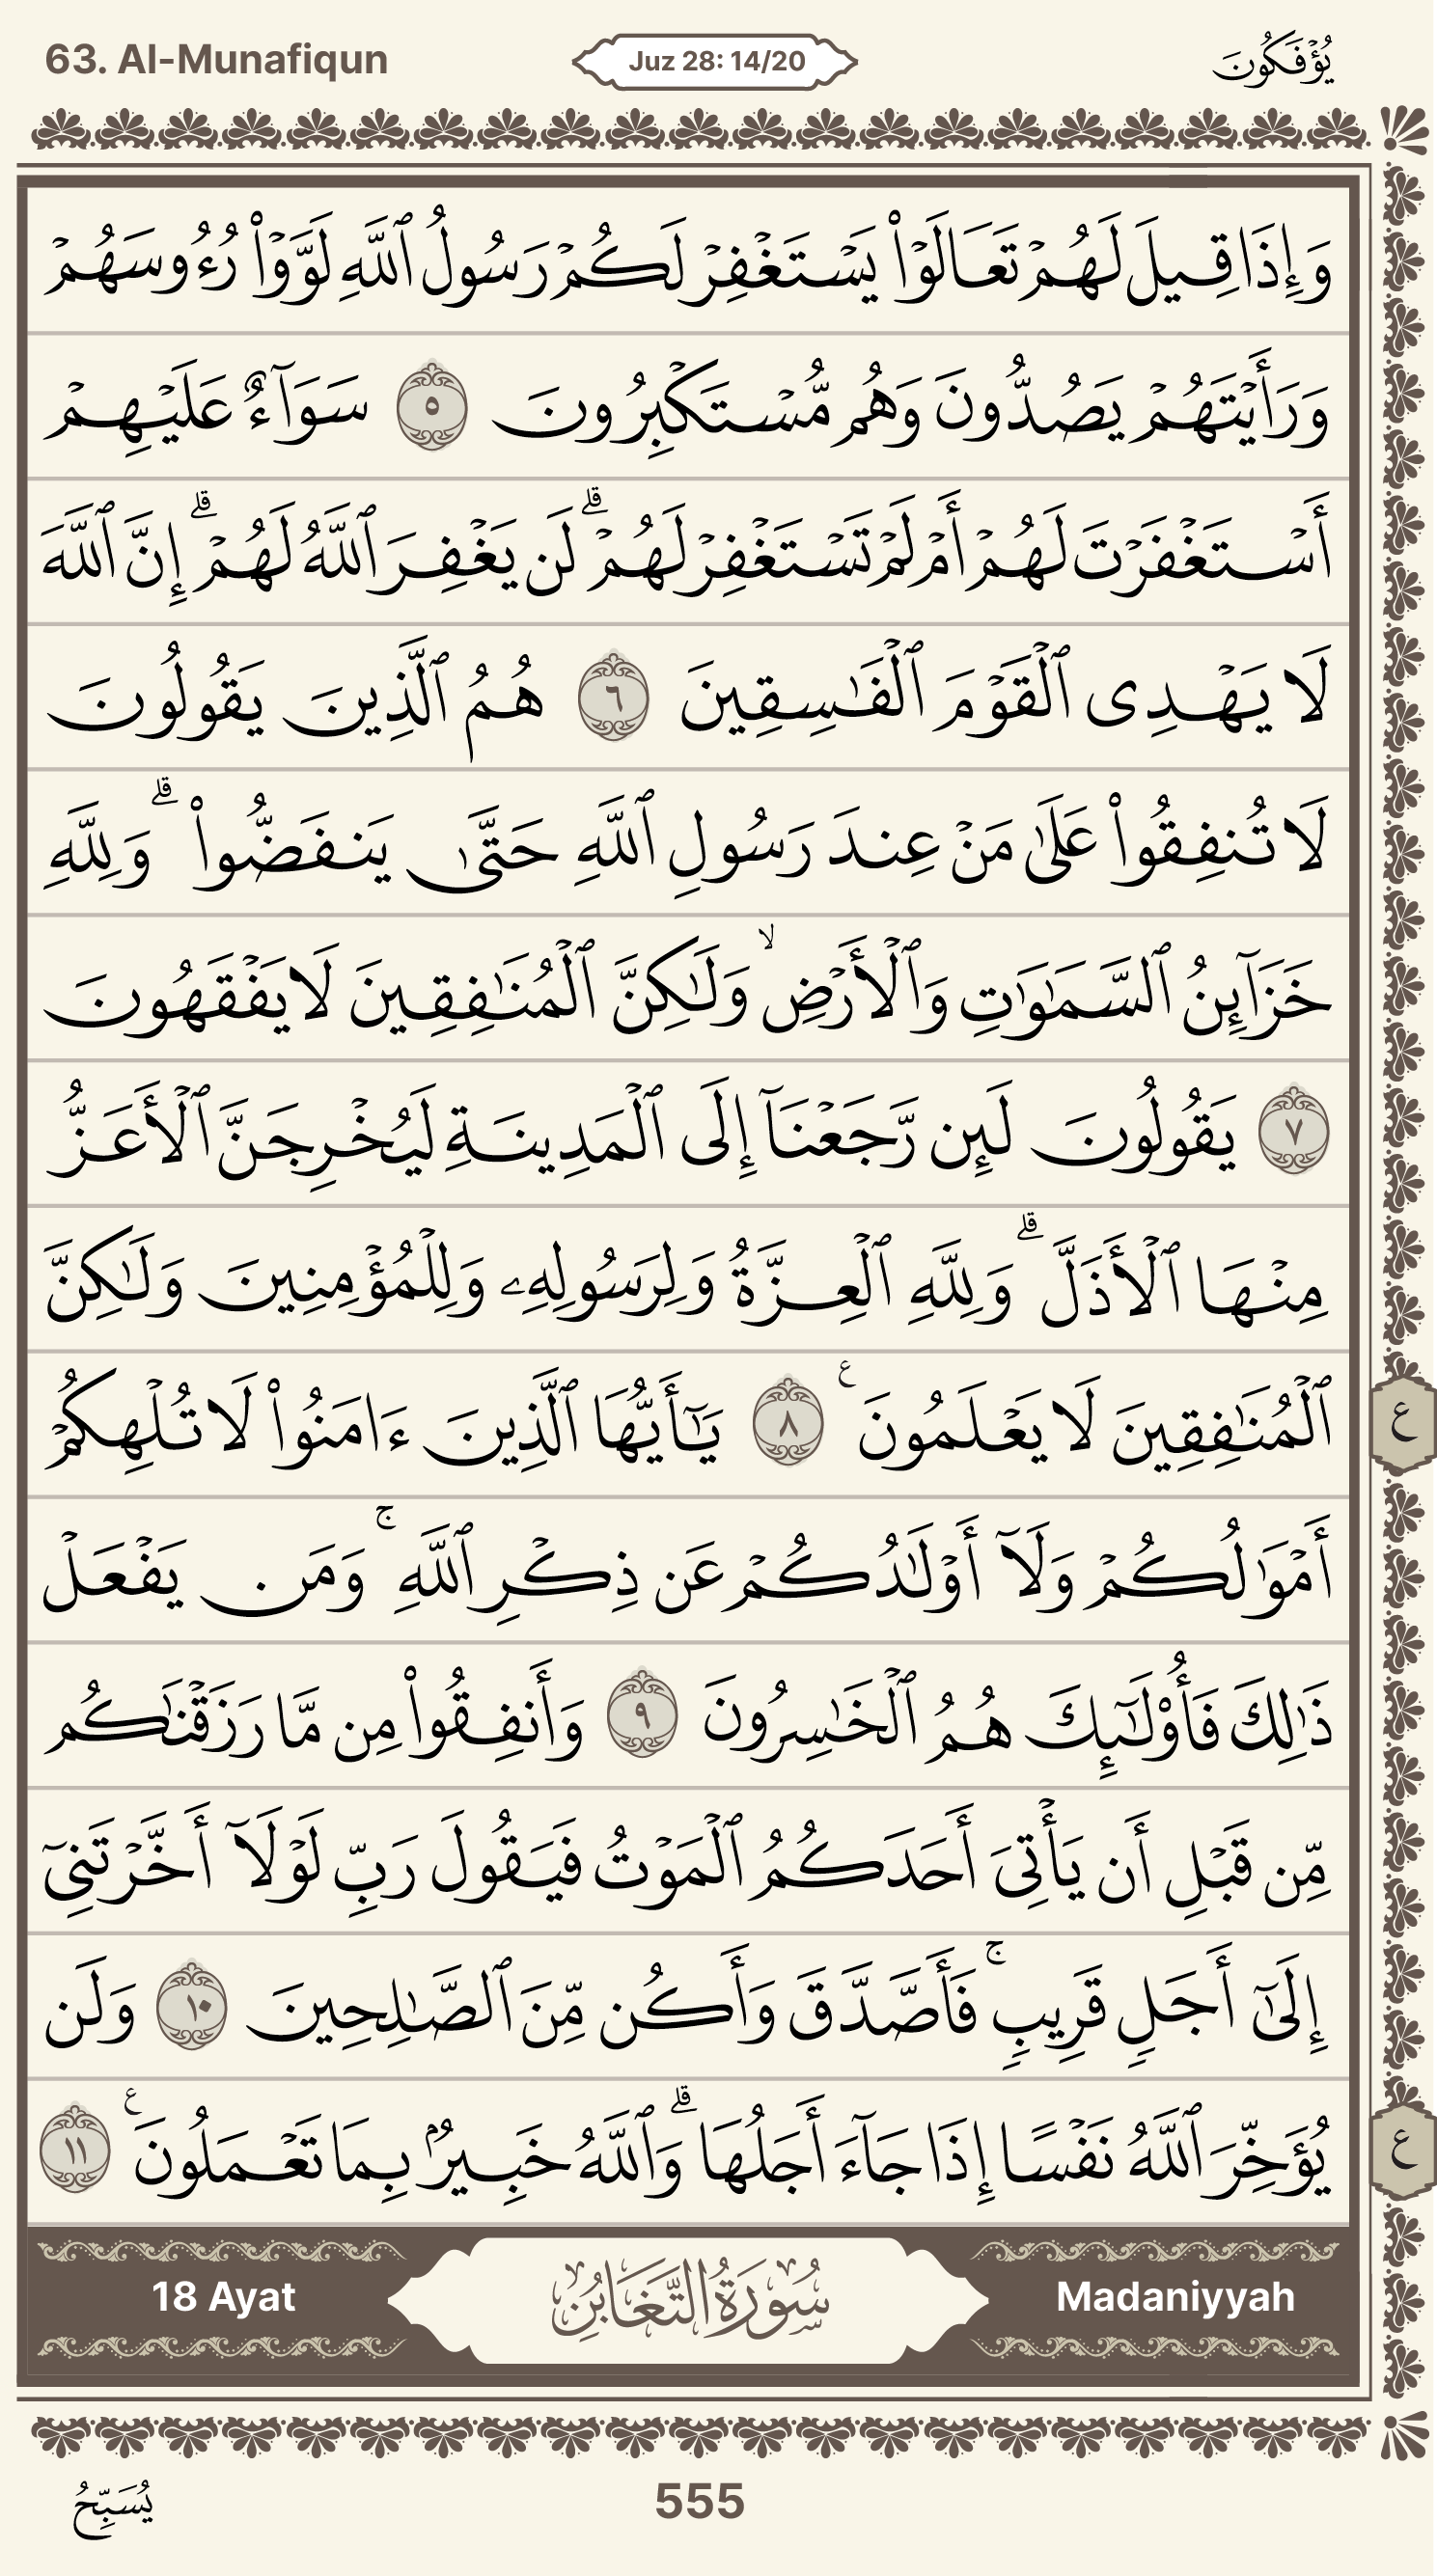 63. Al-Munafiqun
Juz 28: 14/20
يُؤْفَكُونَ
وَإِذَا قِيلَ لَهُمْ تَعَالَوْا۟ يَسْتَغْفِرْ لَكُمْ رَسُولُ ٱللَّهِ لَوَّوْا۟ رُءُوسَهُمْ
وَرَأَيْتَهُمْ يَصُدُّونَ وَهُم مُّسْتَكْبِرُونَ ٥ سَوَآءٌ عَلَيْهِمْ
أَسْتَغْفَرْتَ لَهُمْ أَمْ لَمْ تَسْتَغْفِرْ لَهُمْ ۗ لَن يَغْفِرَ ٱللَّهُ لَهُمْ ۗ إِنَّ ٱللَّهَ
لَا يَهْدِى ٱلْقَوْمَ ٱلْفَـٰسِقِينَ ٦ هُمُ ٱلَّذِينَ يَقُولُونَ
لَا تُنفِقُوا۟ عَلَىٰ مَنْ عِندَ رَسُولِ ٱللَّهِ حَتَّىٰ يَنفَضُّوا۟ ۗ وَلِلَّهِ
خَزَآئِنُ ٱلسَّمَـٰوَٰتِ وَٱلْأَرْضِ ۙ وَلَـٰكِنَّ ٱلْمُنَـٰفِقِينَ لَا يَفْقَهُونَ
٧ يَقُولُونَ لَئِن رَّجَعْنَآ إِلَى ٱلْمَدِينَةِ لَيُخْرِجَنَّ ٱلْأَعَزُّ
مِنْهَا ٱلْأَذَلَّ ۗ وَلِلَّهِ ٱلْعِزَّةُ وَلِرَسُولِهِۦ وَلِلْمُؤْمِنِينَ وَلَـٰكِنَّ
ٱلْمُنَـٰفِقِينَ لَا يَعْلَمُونَ ع ٨ يَـٰٓأَيُّهَا ٱلَّذِينَ ءَامَنُوا۟ لَا تُلْهِكُمْ
ع
أَمْوَٰلُكُمْ وَلَآ أَوْلَـٰدُكُمْ عَن ذِكْرِ ٱللَّهِ ۚ وَمَن يَفْعَلْ
ذَٰلِكَ فَأُو۟لَـٰٓئِكَ هُمُ ٱلْخَـٰسِرُونَ ٩ وَأَنفِقُوا۟ مِن مَّا رَزَقْنَـٰكُم
مِّن قَبْلِ أَن يَأْتِىَ أَحَدَكُمُ ٱلْمَوْتُ فَيَقُولَ رَبِّ لَوْلَآ أَخَّرْتَنِىٓ
إِلَىٰٓ أَجَلٍ قَرِيبٍ ۚ فَأَصَّدَّقَ وَأَكُن مِّنَ ٱلصَّـٰلِحِينَ ١٠ وَلَن
يُؤَخِّرَ ٱللَّهُ نَفْسًا إِذَا جَآءَ أَجَلُهَا ۗ وَٱللَّهُ خَبِيرٌۢ بِمَا تَعْمَلُونَ ع ١١
ع
Madaniyyah
سُورَةُ التَّغَابُنِ
18 Ayat
555
يُسَبِّحُ